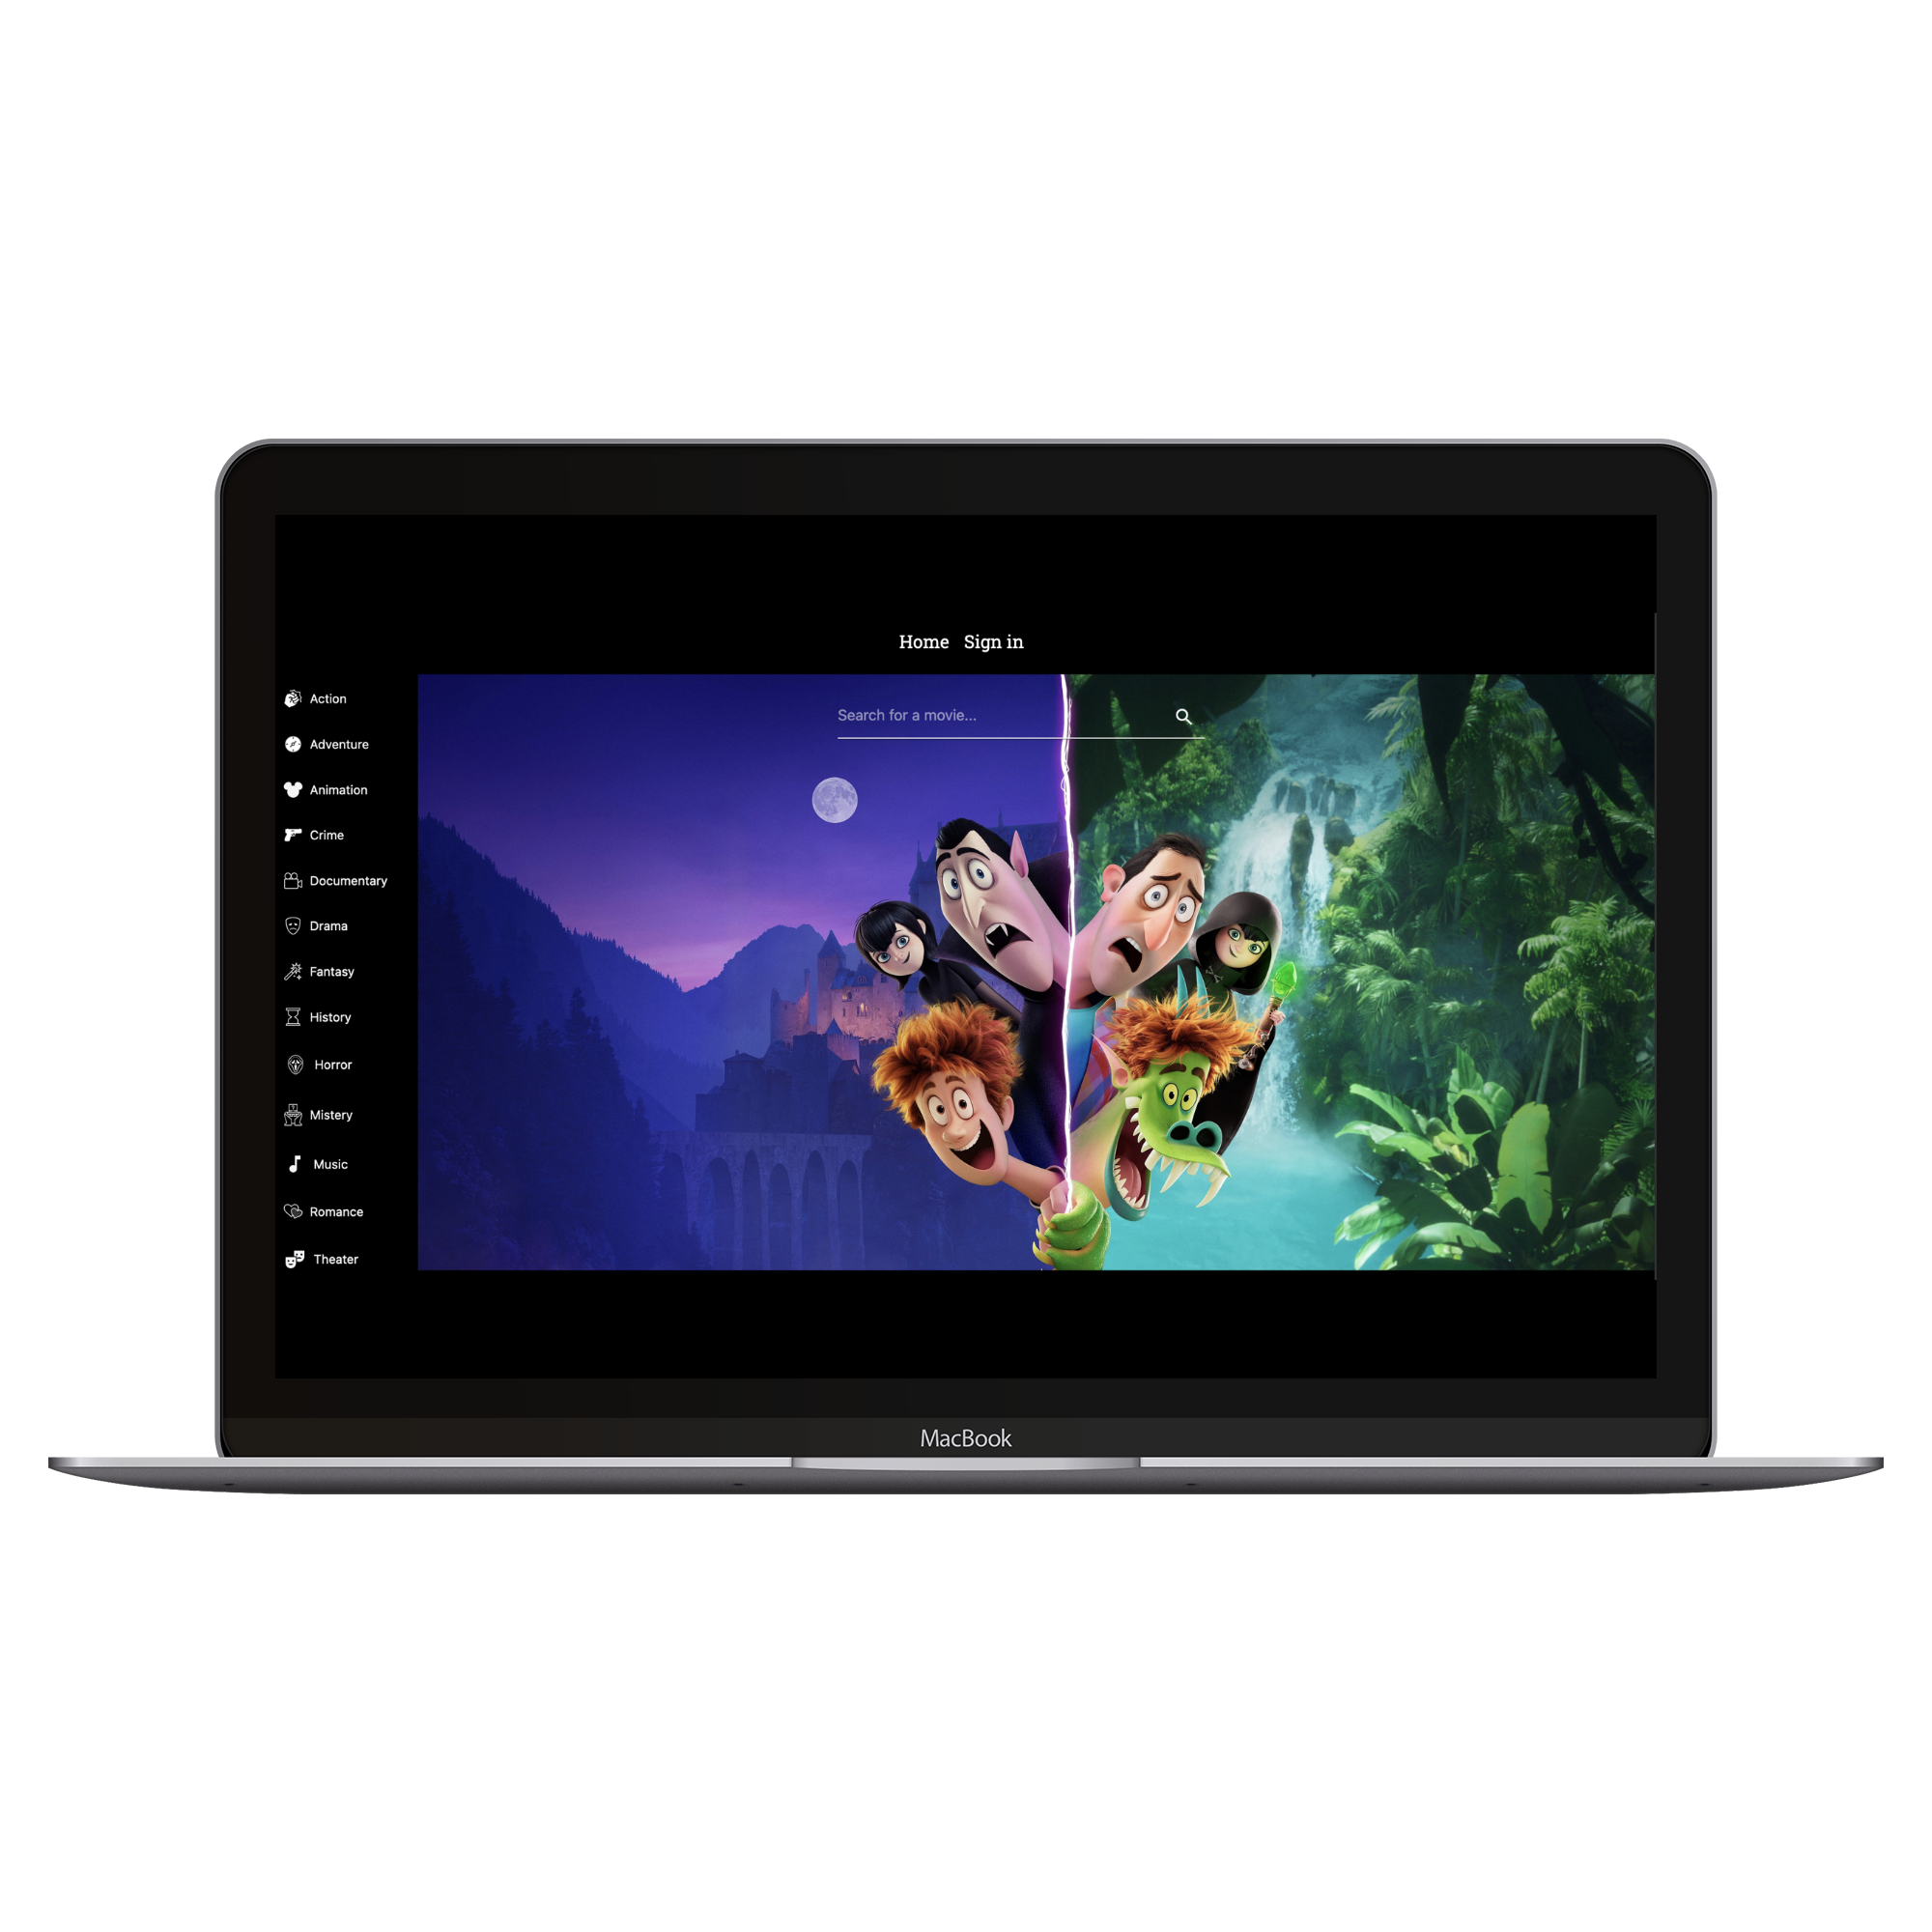 Home Sign in
Search for a movie...
Action
Adventure
Animation
Crime
Documentary
Drama
Fantasy
History
Horror
Mistery
Music
Romance
Theater
MacBook